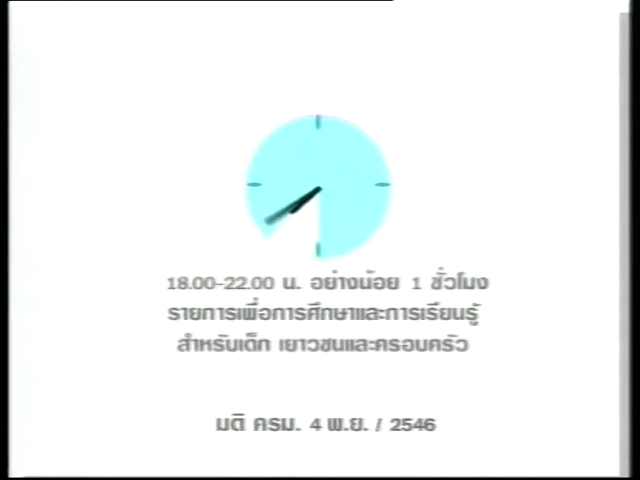 18.00-22.00 น. อย่างน้อย 1 ชั่วโมง
รายการเพื่อการศึกษาและการเรียนรู้
สำหรับเด็ก เยาวชนและครอบครัว
มติ ครม. 4 พ.ย. / 2546